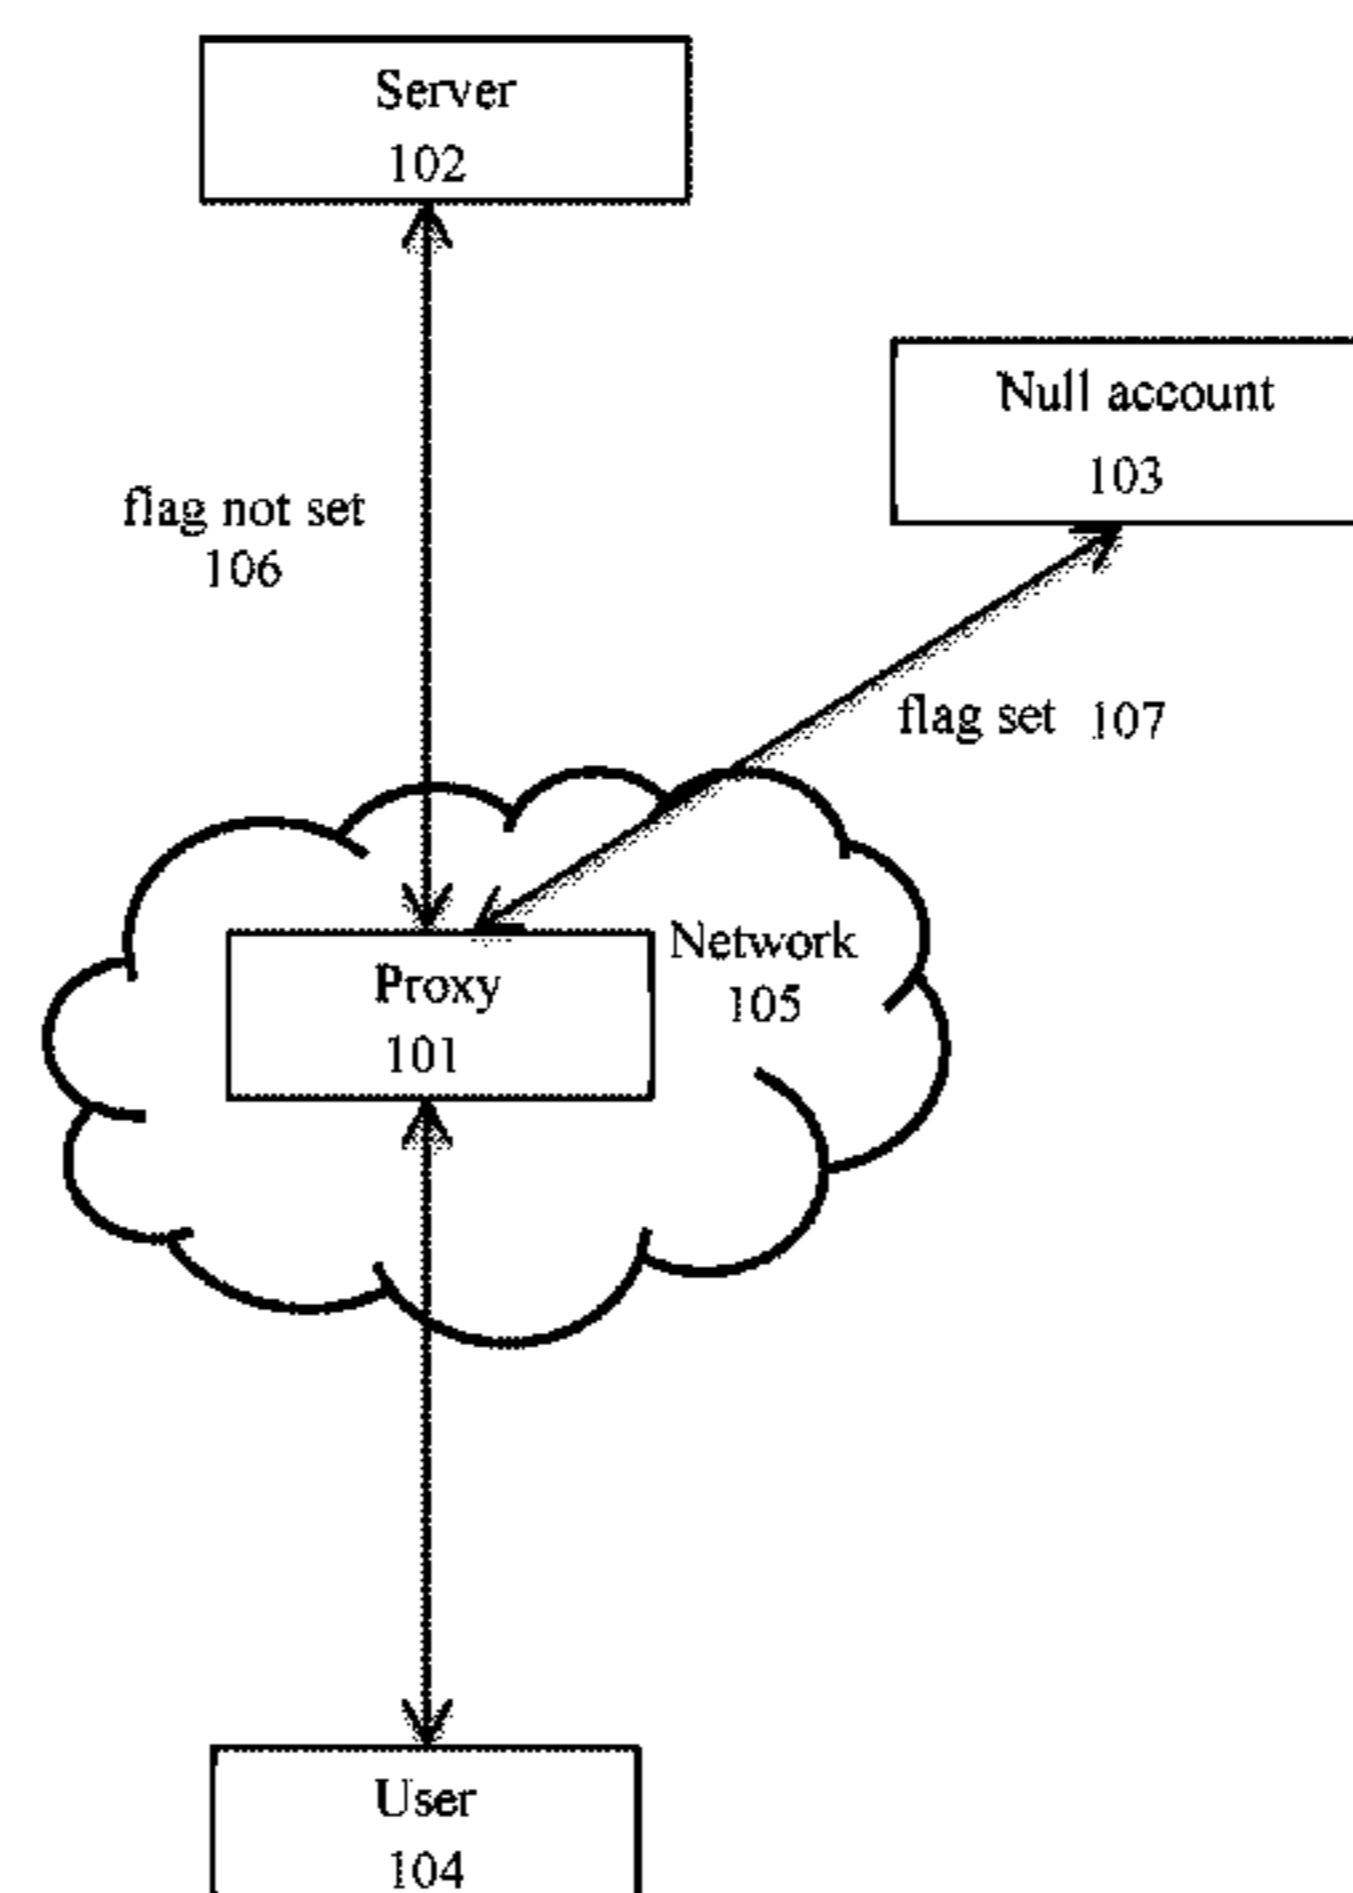 Server
102
Null account
103
flag not set
106
flag set 107
Network
105
Proxy
101
User
104